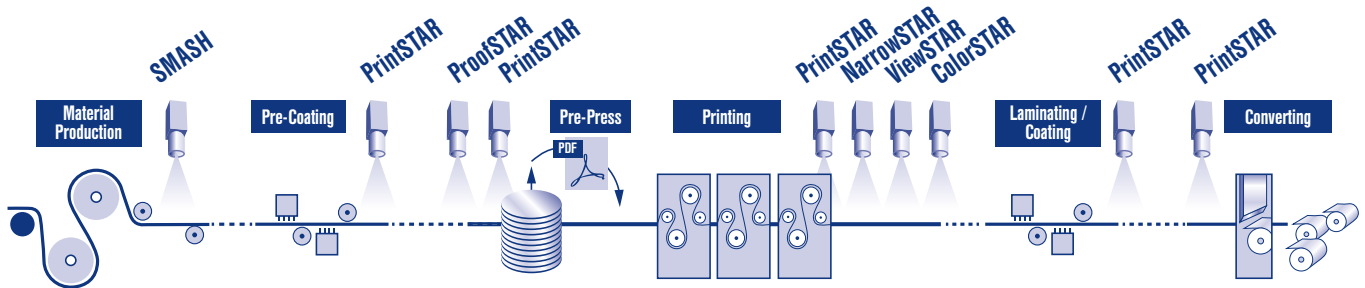 SMASH
PrintSTAR
ProofSTAR
PrintSTAR
PrintSTAR
NarrowSTAR
ViewSTAR
ColorSTAR
PrintSTAR
PrintSTAR
Material
Production
Pre-Coating
Pre-Press
Printing
Laminating /
Coating
Converting
PDF